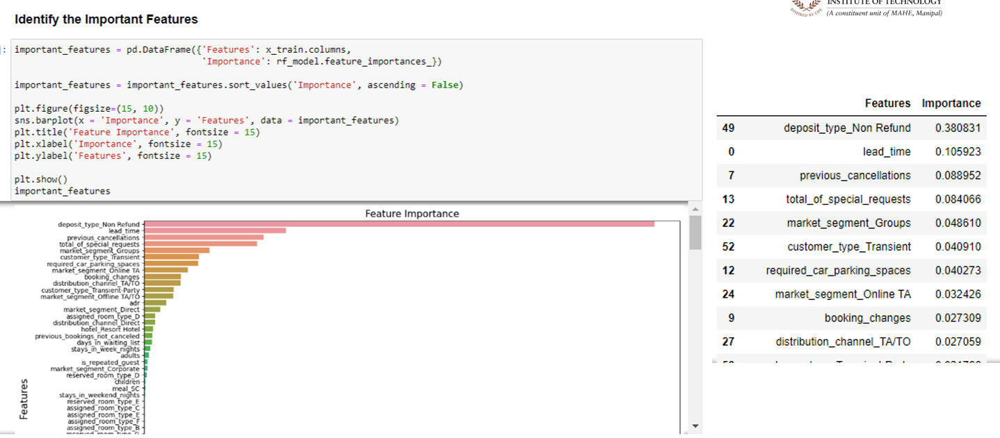 INSTITUTE OF TECHNOLOGY
INSPIRED BY LIFE
(A constituent unit of MAHE, Manipal)
Identify the Important Features
]:
important_features = pd.DataFrame({'Features': x_train.columns,
'Importance': rf_model.feature_importances_})
important_features = important_features.sort_values('Importance', ascending = False)
plt.figure(figsize=(15, 10))
sns.barplot(x = 'Importance', y = 'Features', data = important_features)
plt.title('Feature Importance', fontsize = 15)
plt.xlabel('Importance', fontsize = 15)
plt.ylabel('Features', fontsize = 15)
plt.show()
important_features
Feature Importance
deposit_type_Non Refund
lead_time
previous_cancellations
total_of_special_requests
market_segment_Groups
customer_type_Transient
required_car_parking_spaces
market_segment_Online TA
booking_changes
distribution_channel_TA/TO
customer_type_Transient-Party
market_segment_Offline TA/TO
adr
market_segment_Direct
assigned_room_type_D
distribution_channel_Direct
hotel_Resort Hotel
previous_bookings_not_canceled
days_in_waiting_list
stays_in_week_nights
adults
is_repeated_guest
market_segment_Corporate
reserved_room_type_D
children
meal_SC
stays_in_weekend_nights
reserved_room_type_E
assigned_room_type_C
assigned_room_type_E
assigned_room_type_F
assigned_room_type_B
Features
Features Importance
49 deposit_type_Non Refund 0.380831
0 lead_time 0.105923
7 previous_cancellations 0.088952
13 total_of_special_requests 0.084066
22 market_segment_Groups 0.048610
52 customer_type_Transient 0.040910
12 required_car_parking_spaces 0.040273
24 market_segment_Online TA 0.032426
9 booking_changes 0.027309
27 distribution_channel_TA/TO 0.027059